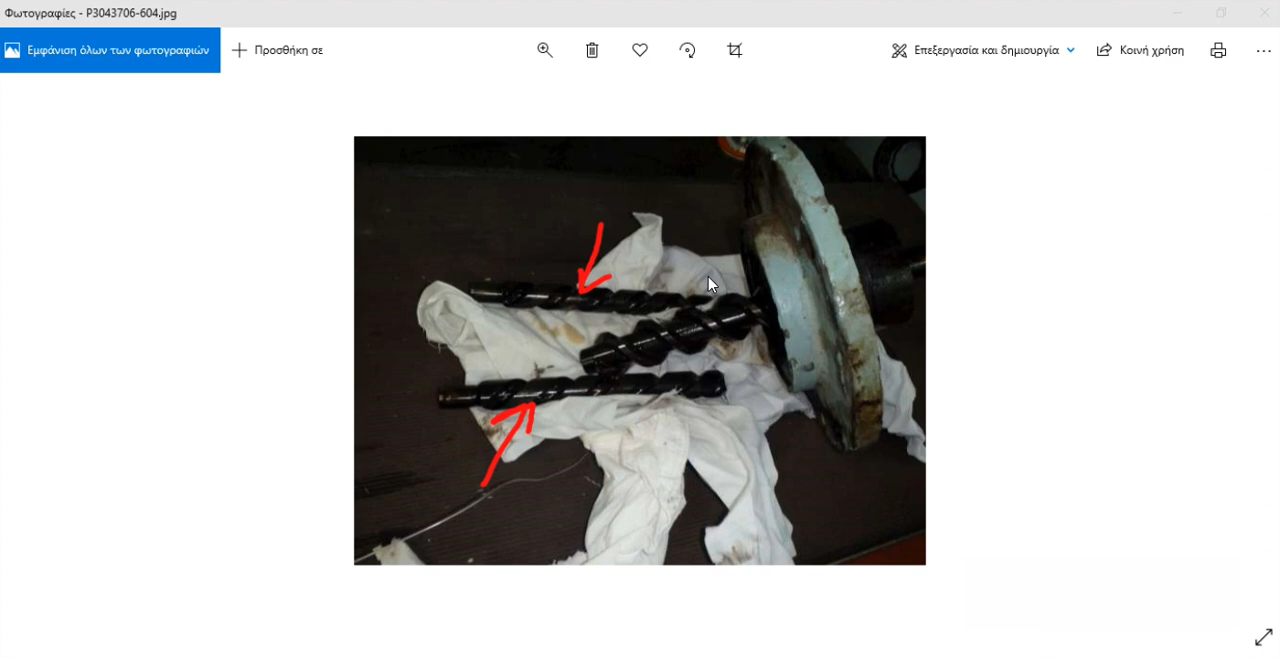 Φωτογραφίες - P3043706-604.jpg
Εμφάνιση όλων των φωτογραφιών
Προσθήκη σε
Επεξεργασία και δημιουργία
Κοινή χρήση